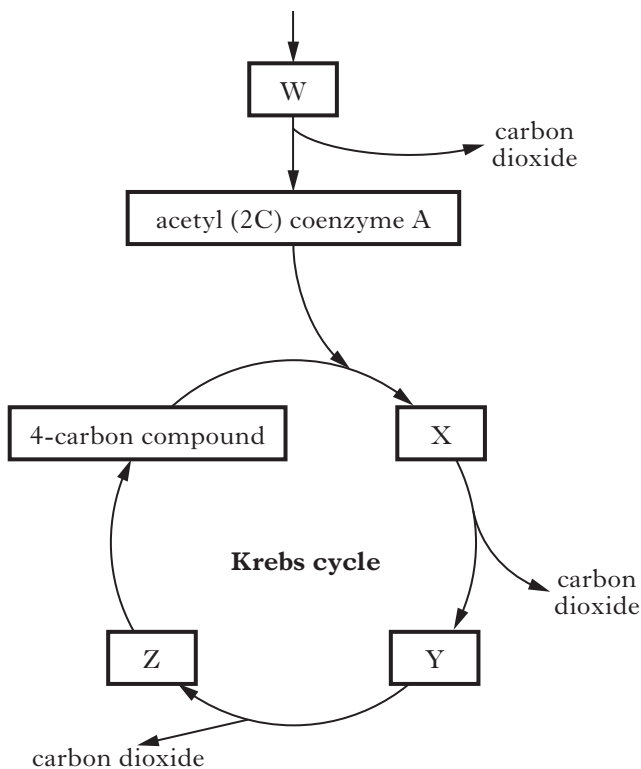 W
carbon
dioxide
acetyl (2C) coenzyme A
4-carbon compound
X
Krebs cycle
carbon
dioxide
Z
Y
carbon dioxide